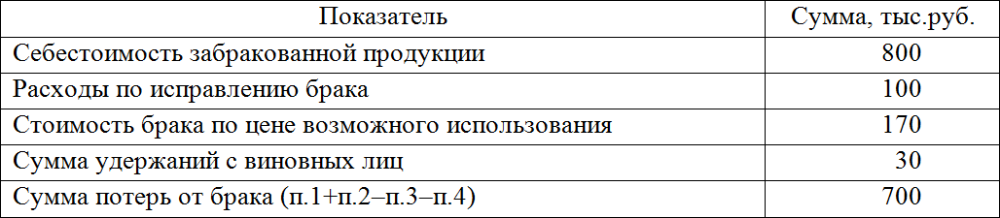 Показатель Сумма, тыс.руб.
Себестоимость забракованной продукции 800
Расходы по исправлению брака 100
Стоимость брака по цене возможного использования 170
Сумма удержаний с виновных лиц 30
Сумма потерь от брака (п.1+п.2–п.3–п.4) 700